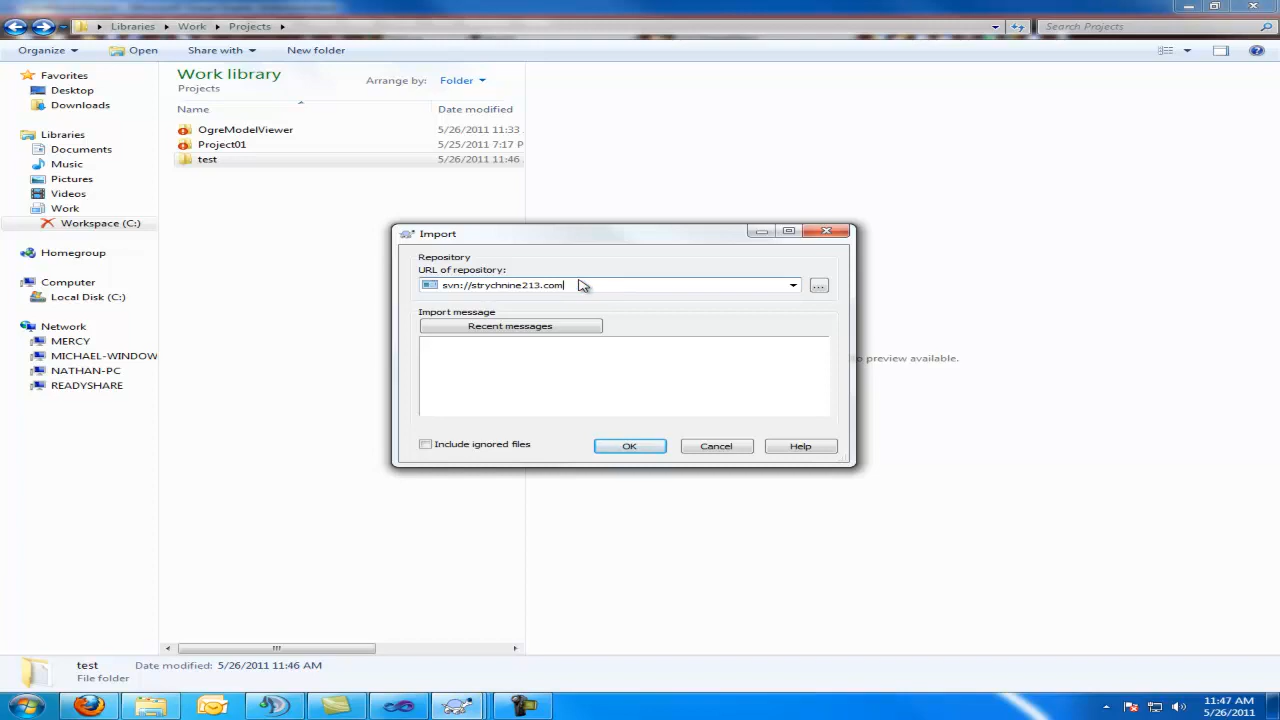 Libraries Work Projects
Search Projects
Organize Open Share with New folder
Favorites
Desktop
Downloads
Libraries
Documents
Music
Pictures
Videos
Work
Workspace (C:)
Homegroup
Computer
Local Disk (C:)
Network
MERCY
MICHAEL-WINDOW
NATHAN-PC
READYSHARE
Work library
Projects
Arrange by: Folder
Name Date modified
OgreModelViewer 5/26/2011 11:33
Project01 5/25/2011 7:17 P
test 5/26/2011 11:46
Import
Repository
URL of repository:
svn://strychnine213.com
...
Import message
Recent messages
Include ignored files
OK Cancel Help
o preview available.
test Date modified: 5/26/2011 11:46 AM
File folder
11:47 AM
5/26/2011